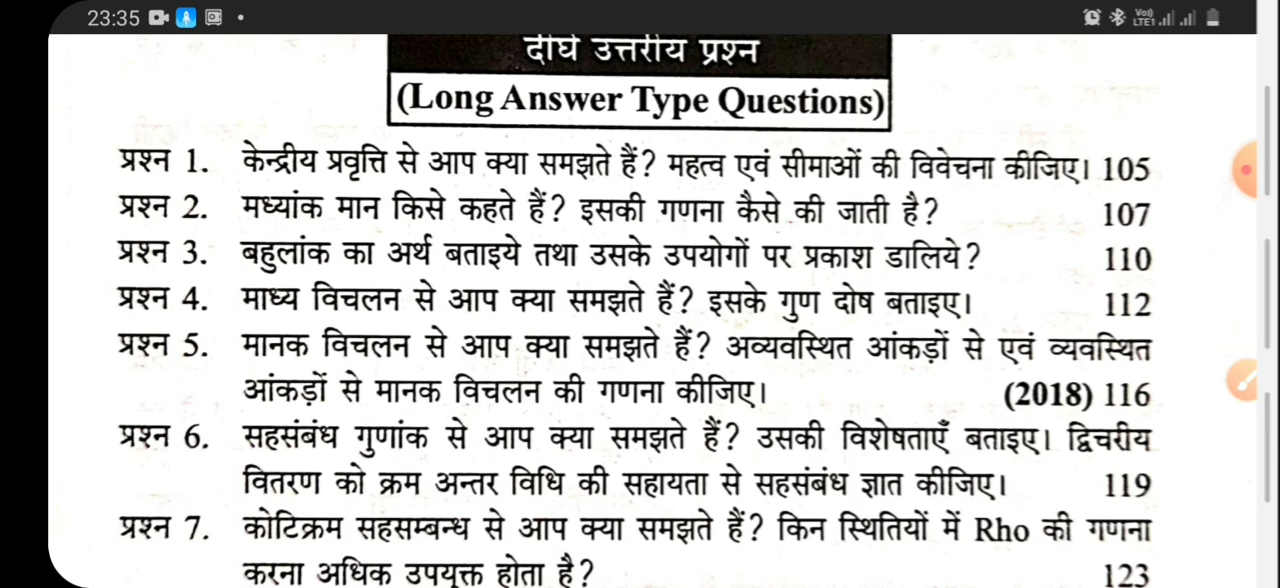 23:35
Vo)) LTE1
दीर्घ उत्तरीय प्रश्न
(Long Answer Type Questions)
प्रश्न 1. केन्द्रीय प्रवृत्ति से आप क्या समझते हैं? महत्व एवं सीमाओं की विवेचना कीजिए। 105
प्रश्न 2. मध्यांक मान किसे कहते हैं? इसकी गणना कैसे की जाती है? 107
प्रश्न 3. बहुलांक का अर्थ बताइये तथा उसके उपयोगों पर प्रकाश डालिये? 110
प्रश्न 4. माध्य विचलन से आप क्या समझते हैं? इसके गुण दोष बताइए। 112
प्रश्न 5. मानक विचलन से आप क्या समझते हैं? अव्यवस्थित आंकड़ों से एवं व्यवस्थित
आंकड़ों से मानक विचलन की गणना कीजिए। (2018) 116
प्रश्न 6. सहसंबंध गुणांक से आप क्या समझते हैं? उसकी विशेषताएँ बताइए। द्विचरीय
वितरण को क्रम अन्तर विधि की सहायता से सहसंबंध ज्ञात कीजिए। 119
प्रश्न 7. कोटिक्रम सहसम्बन्ध से आप क्या समझते हैं? किन स्थितियों में Rho की गणना
करना अधिक उपयुक्त होता है? 123